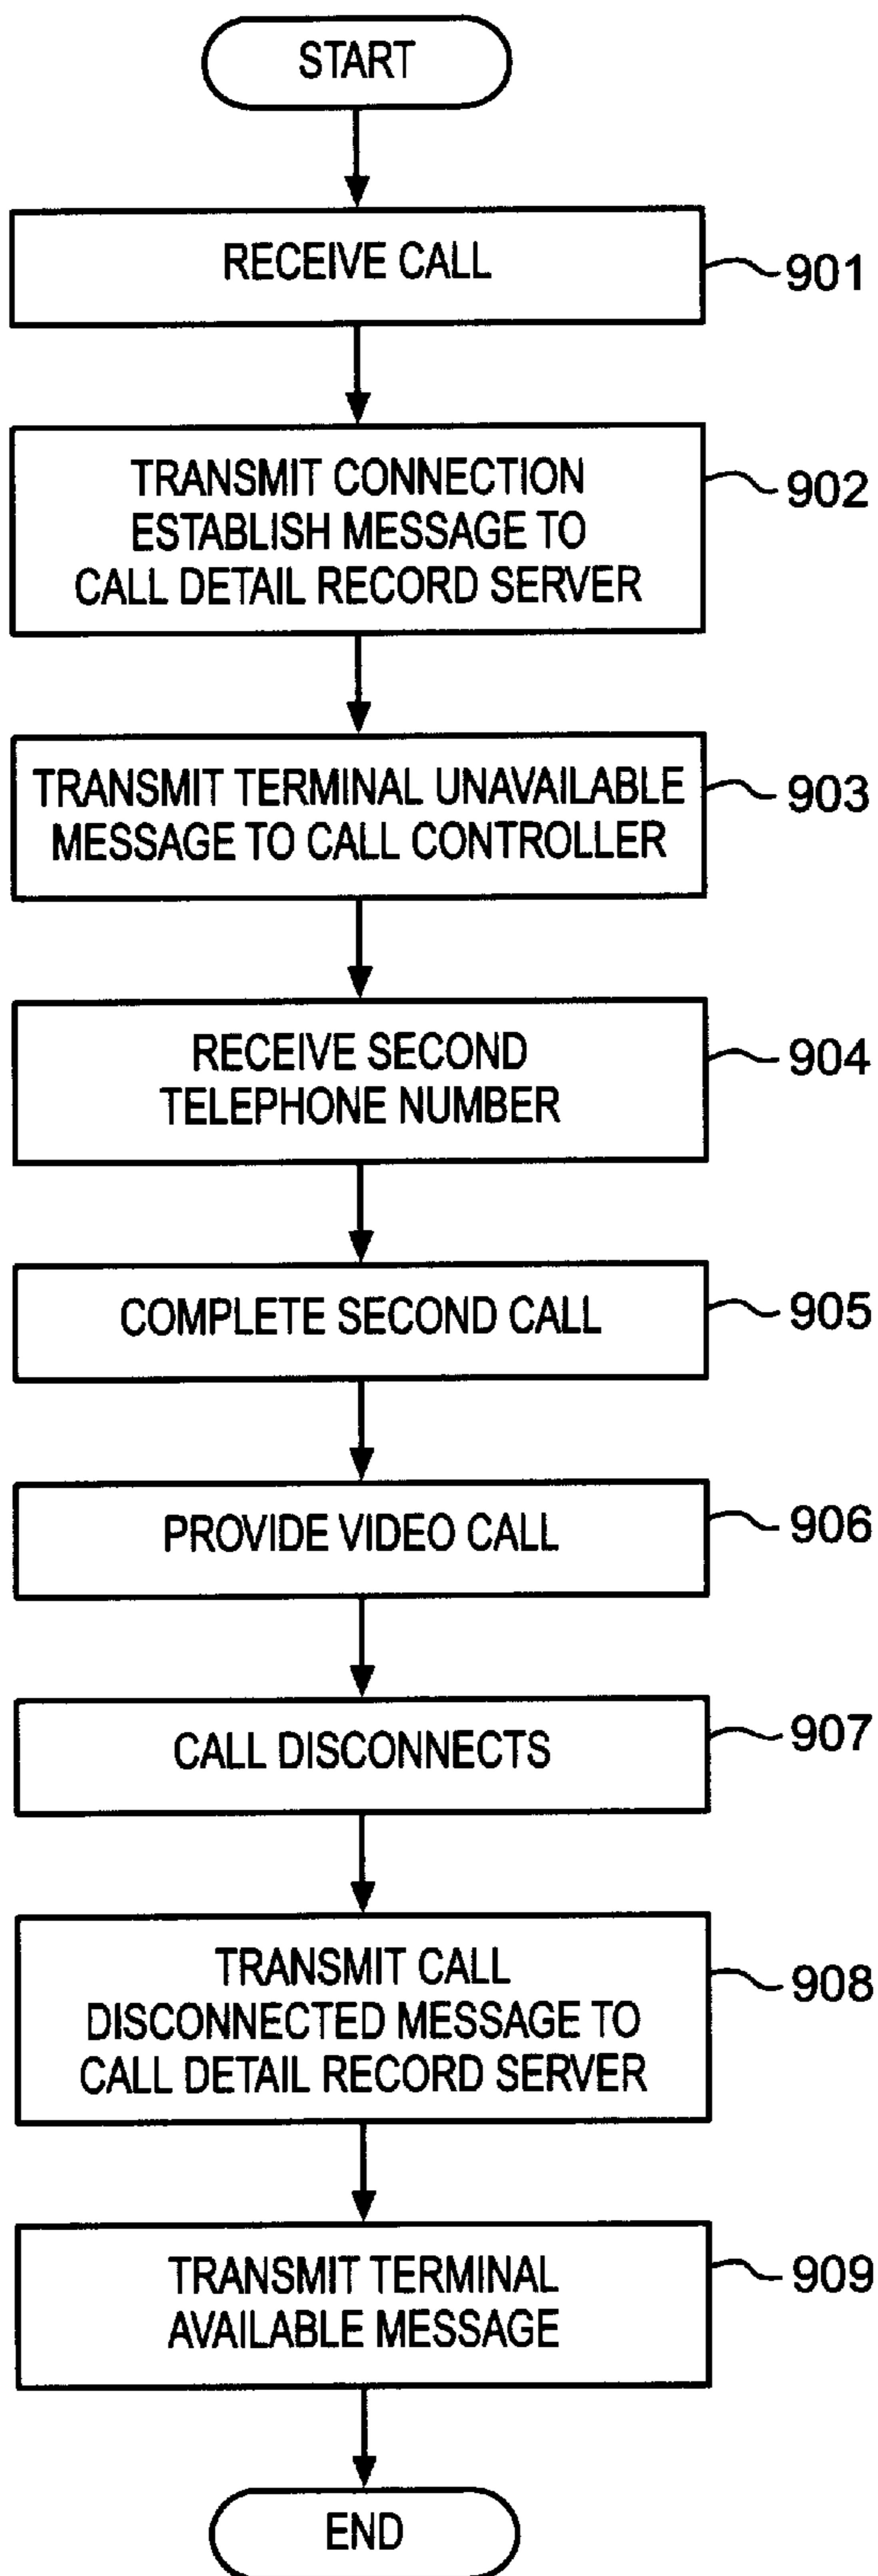 START
RECEIVE CALL
901
TRANSMIT CONNECTION
ESTABLISH MESSAGE TO
CALL DETAIL RECORD SERVER
902
TRANSMIT TERMINAL UNAVAILABLE
MESSAGE TO CALL CONTROLLER
903
RECEIVE SECOND
TELEPHONE NUMBER
904
COMPLETE SECOND CALL
905
PROVIDE VIDEO CALL
906
CALL DISCONNECTS
907
TRANSMIT CALL
DISCONNECTED MESSAGE TO
CALL DETAIL RECORD SERVER
908
TRANSMIT TERMINAL
AVAILABLE MESSAGE
909
END